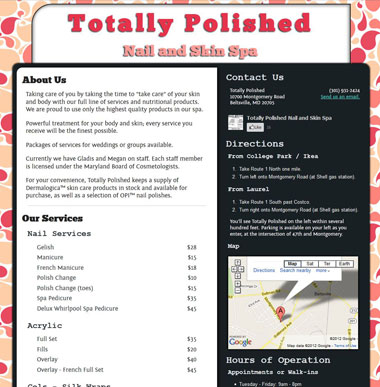 Totally Polished
Nail and Skin Spa
About Us
Taking care of you by taking the time to "take care" of your skin
and body with our full line of services and nutritional products.
We are proud to use only the highest quality products in our spa.
Powerful treatment for your body and skin; every service you
receive will be the finest possible.
Packages of services for weddings or groups available.
Currently we have Gladis and Megan on staff. Each staff member
is licensed under the Maryland Board of Cosmetologists.
For your convenience, Totally Polished keeps a supply of
Dermalogica™ skin care products in stock and available for
purchase, as well as a selection of OPI™ nail polishes.
Our Services
Nail Services
Gelish $28
Manicure $15
French Manicure $18
Polish Change $10
Polish Change (toes) $15
Spa Pedicure $35
Delux Whirlpool Spa Pedicure $45
Acrylic
Full Set $35
Fills $20
Overlay $40
Overlay - French Full Set $45
Gels - Silk Wraps
Contact Us
Totally Polished (301) 931-2424
10700 Montgomery Road Send us an email.
Beltsville, MD 20705
Totally Polished Nail and Skin Spa
Like
Directions
From College Park / Ikea
1. Take Route 1 North one mile.
2. Turn left onto Montgomery Road (at Shell gas station).
From Laurel
1. Take Route 1 South past Costco.
2. Turn right onto Montgomery Road (at Shell gas station).
You'll see Totally Polished on the left within several
hundred feet. Parking is available on your left as you
enter, at the intersection of 47th and Montgomery.
Map
Map Sat Ter Earth
Directions Search nearby more
A
Beltsville
Google
Map data ©2012 Google - Terms of Use
Hours of Operation
Appointments or Walk-ins
Tuesday - Friday: 9am - 8pm